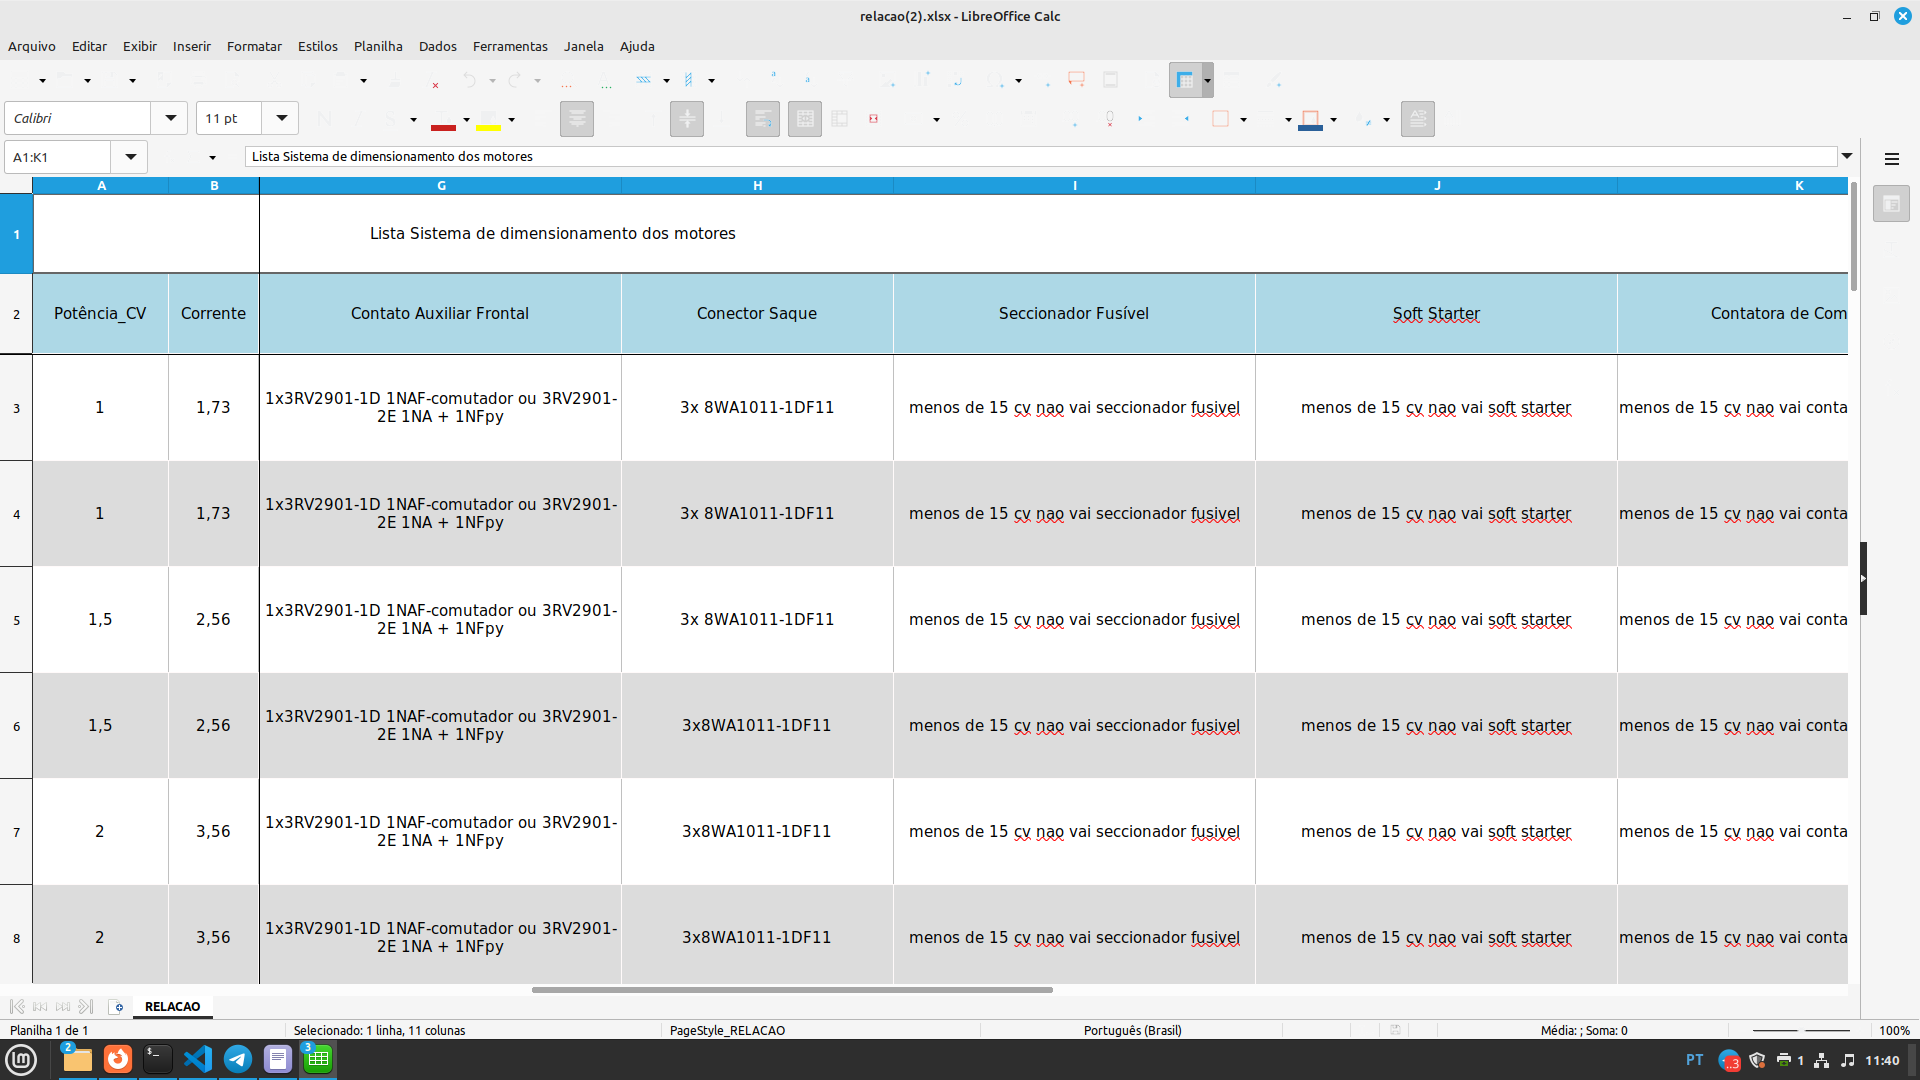 relacao(2).xlsx - LibreOffice Calc
Arquivo Editar Exibir Inserir Formatar Estilos Planilha Dados Ferramentas Janela Ajuda
Calibri 11 pt
A1:K1 Lista Sistema de dimensionamento dos motores
A B G H I J K
1 Lista Sistema de dimensionamento dos motores
2 Potência_CV Corrente Contato Auxiliar Frontal Conector Saque Seccionador Fusível Soft Starter Contatora de Com
3 1 1,73 1x3RV2901-1D 1NAF-comutador ou 3RV2901-
2E 1NA + 1NFpy 3x 8WA1011-1DF11 menos de 15 cv nao vai seccionador fusivel menos de 15 cv nao vai soft starter menos de 15 cv nao vai conta
4 1 1,73 1x3RV2901-1D 1NAF-comutador ou 3RV2901-
2E 1NA + 1NFpy 3x 8WA1011-1DF11 menos de 15 cv nao vai seccionador fusivel menos de 15 cv nao vai soft starter menos de 15 cv nao vai conta
5 1,5 2,56 1x3RV2901-1D 1NAF-comutador ou 3RV2901-
2E 1NA + 1NFpy 3x 8WA1011-1DF11 menos de 15 cv nao vai seccionador fusivel menos de 15 cv nao vai soft starter menos de 15 cv nao vai conta
6 1,5 2,56 1x3RV2901-1D 1NAF-comutador ou 3RV2901-
2E 1NA + 1NFpy 3x8WA1011-1DF11 menos de 15 cv nao vai seccionador fusivel menos de 15 cv nao vai soft starter menos de 15 cv nao vai conta
7 2 3,56 1x3RV2901-1D 1NAF-comutador ou 3RV2901-
2E 1NA + 1NFpy 3x8WA1011-1DF11 menos de 15 cv nao vai seccionador fusivel menos de 15 cv nao vai soft starter menos de 15 cv nao vai conta
8 2 3,56 1x3RV2901-1D 1NAF-comutador ou 3RV2901-
2E 1NA + 1NFpy 3x8WA1011-1DF11 menos de 15 cv nao vai seccionador fusivel menos de 15 cv nao vai soft starter menos de 15 cv nao vai conta
RELACAO
Planilha 1 de 1 Selecionado: 1 linha, 11 colunas PageStyle_RELACAO Português (Brasil) Média: ; Soma: 0 100%
2 3 PT 1 11:40